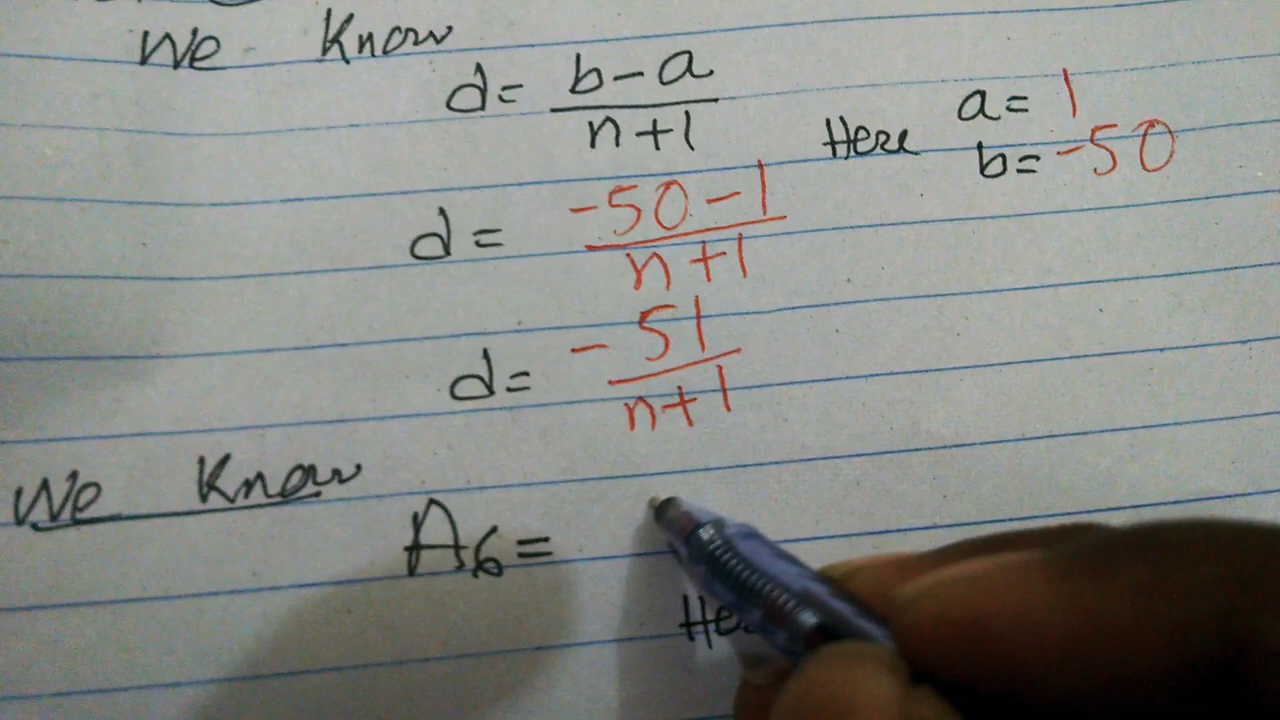 We Know
d = b - a / n + 1
Here a = 1
b = -50
d = -50 - 1 / n + 1
d = -51 / n + 1
We Know
A6 =